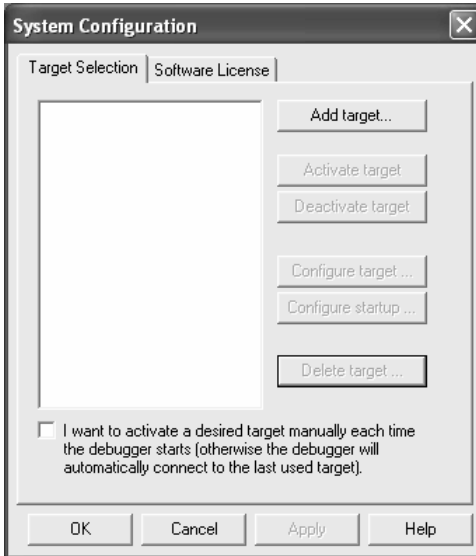 System Configuration
Target Selection
Software License
Add target...
Activate target
Deactivate target
Configure target ...
Configure startup ...
Delete target ...
I want to activate a desired target manually each time
the debugger starts (otherwise the debugger will
automatically connect to the last used target).
OK
Cancel
Apply
Help